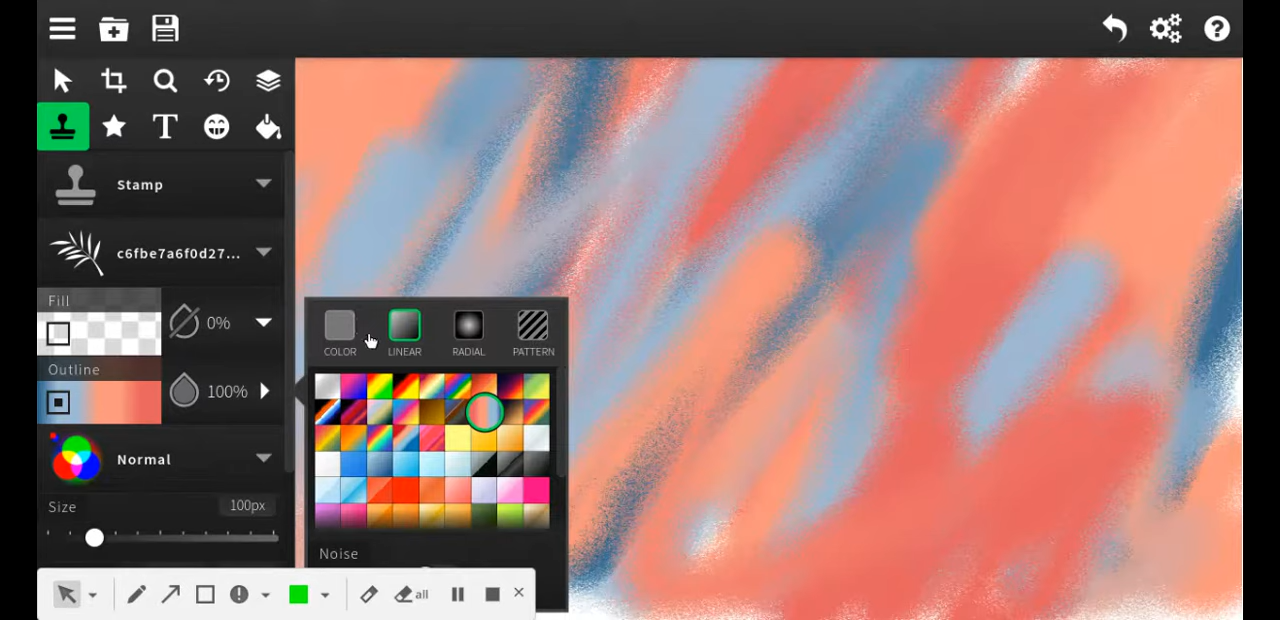 T
Stamp
c6fbe7a6f0d27...
Fill
0%
Outline
100%
Normal
Size 100px
COLOR LINEAR RADIAL PATTERN
Noise
all